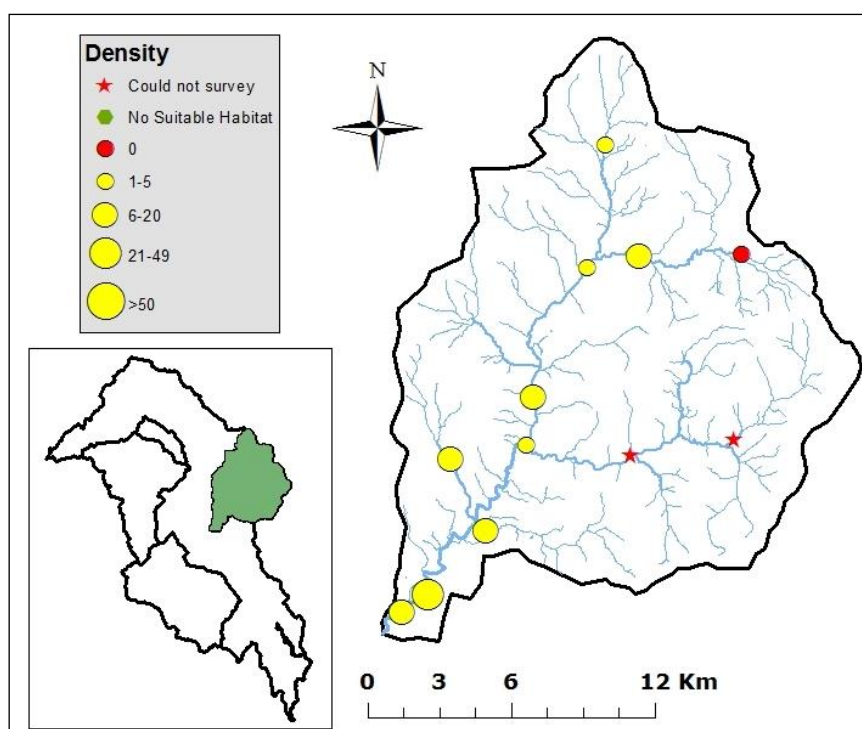 Density
Could not survey
No Suitable Habitat
0
1-5
6-20
21-49
>50
N
0 3 6 12 Km